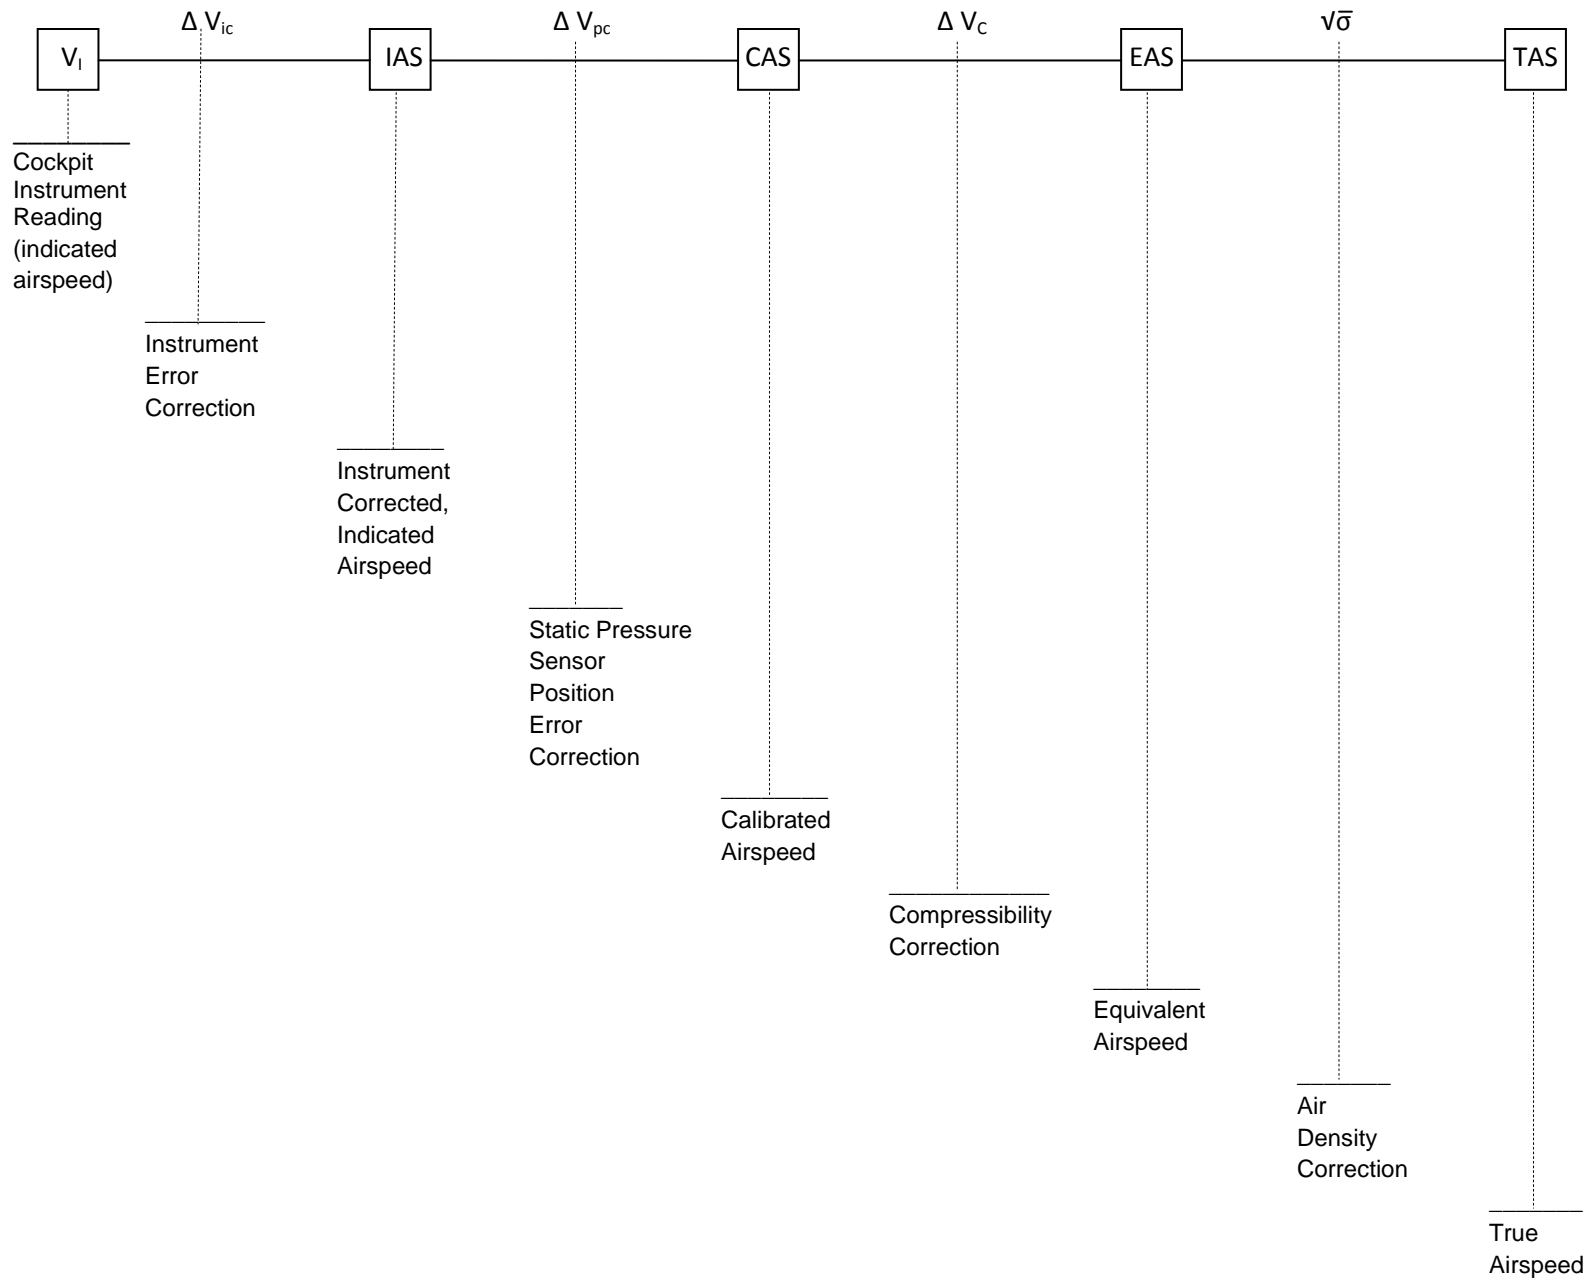 Δ V_ic
Δ V_pc
Δ V_C
√σ̅
V_I
IAS
CAS
EAS
TAS
Cockpit
Instrument
Reading
(indicated
airspeed)
Instrument
Error
Correction
Instrument
Corrected,
Indicated
Airspeed
Static Pressure
Sensor
Position
Error
Correction
Calibrated
Airspeed
Compressibility
Correction
Equivalent
Airspeed
Air
Density
Correction
True
Airspeed